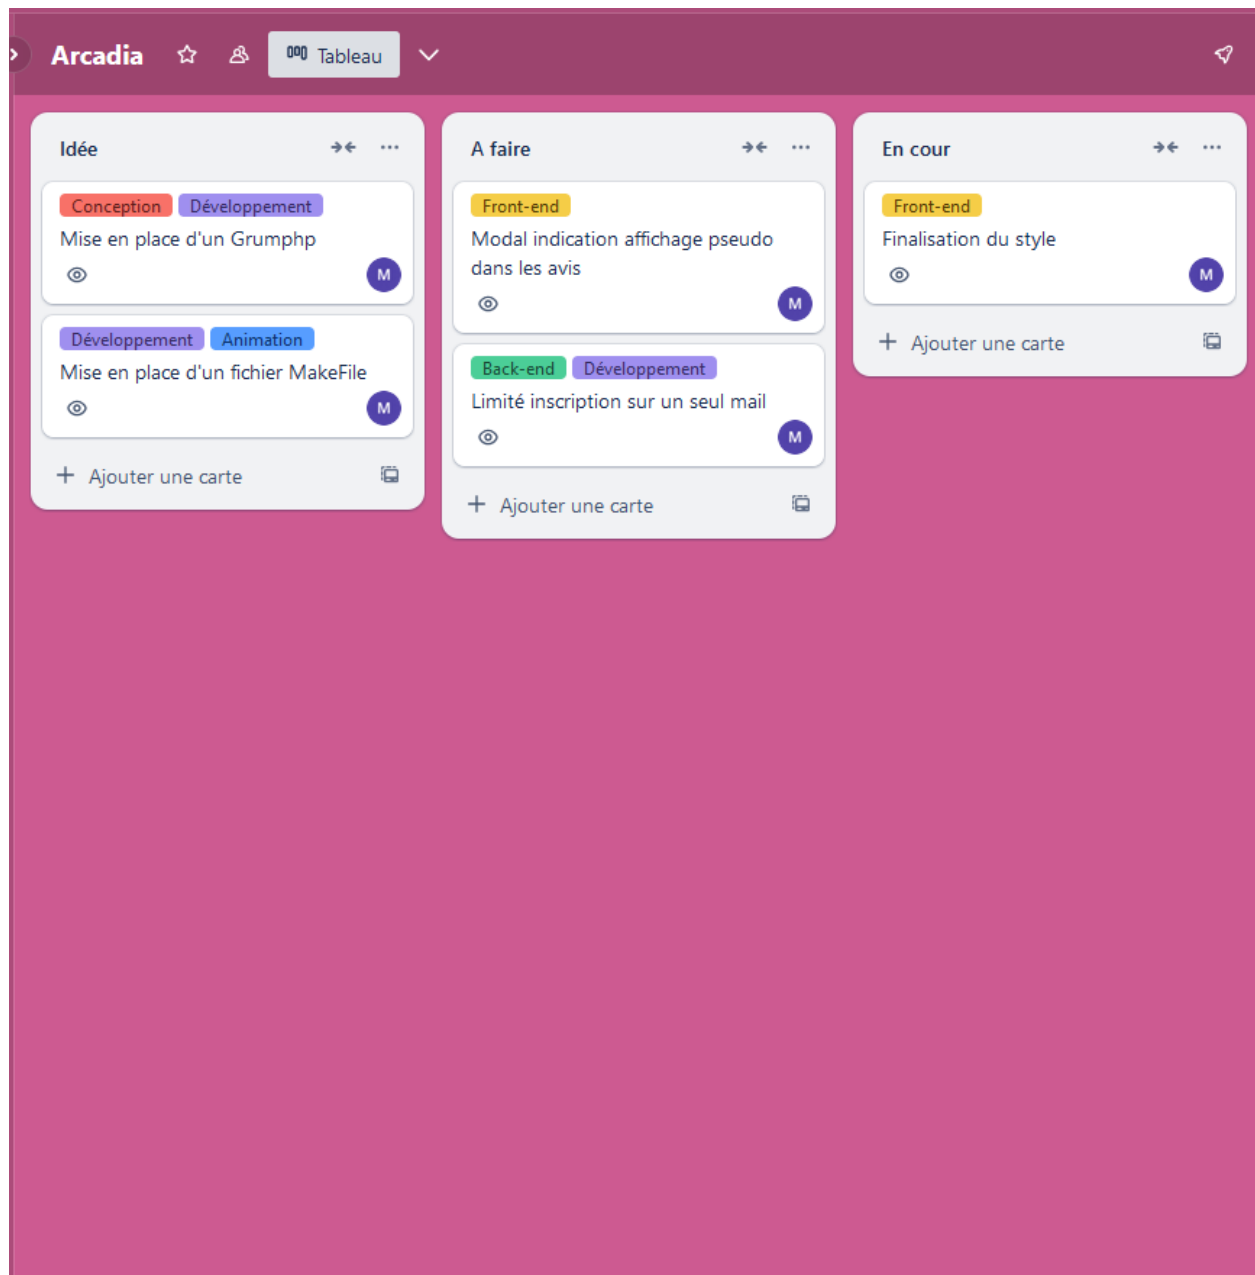 Arcadia
Tableau
Idée
Conception Développement
Mise en place d'un Grumphp
M
Développement Animation
Mise en place d'un fichier MakeFile
M
Ajouter une carte
A faire
Front-end
Modal indication affichage pseudo
dans les avis
M
Back-end Développement
Limité inscription sur un seul mail
M
Ajouter une carte
En cour
Front-end
Finalisation du style
M
Ajouter une carte